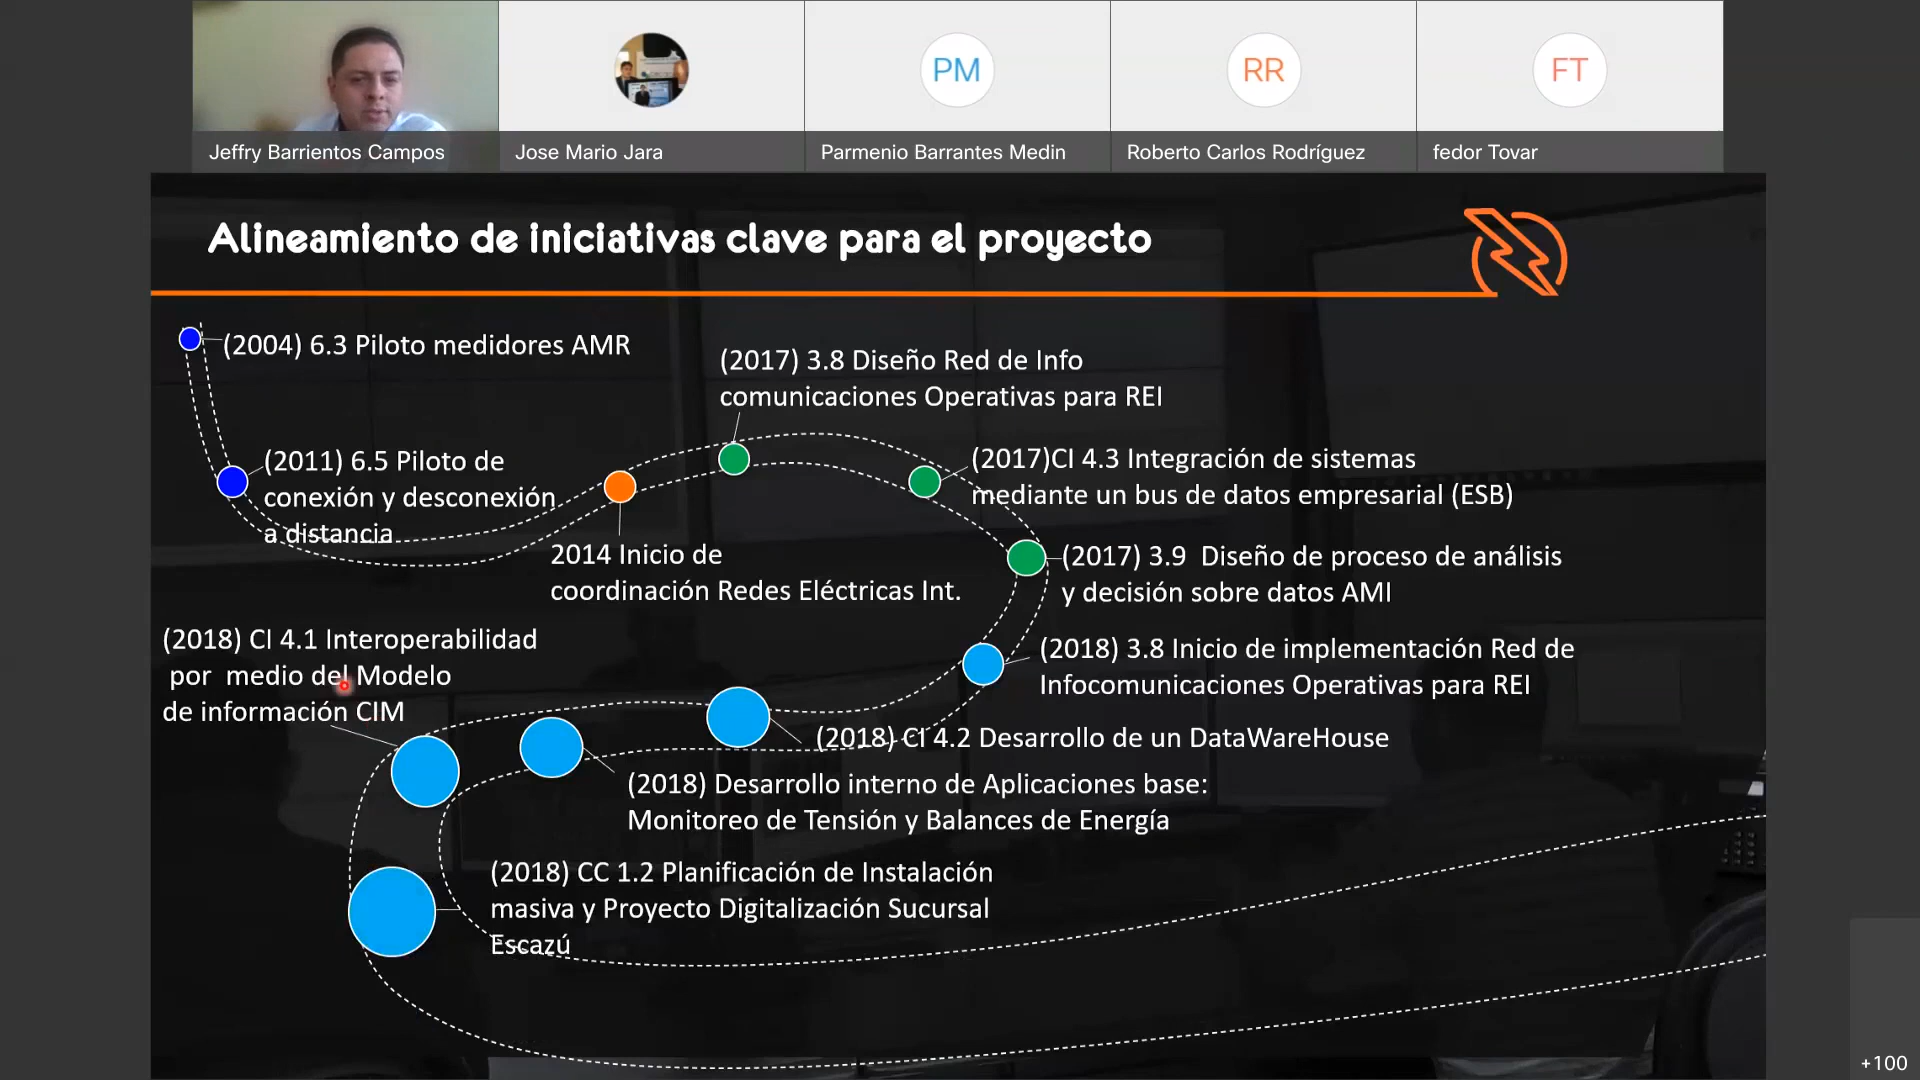 PM
RR
FT
Jeffry Barrientos Campos
Jose Mario Jara
Parmenio Barrantes Medin
Roberto Carlos Rodríguez
fedor Tovar
Alineamiento de iniciativas clave para el proyecto
(2004) 6.3 Piloto medidores AMR
(2011) 6.5 Piloto de
conexión y desconexión
a distancia
2014 Inicio de
coordinación Redes Eléctricas Int.
(2017) 3.8 Diseño Red de Info
comunicaciones Operativas para REI
(2017)CI 4.3 Integración de sistemas
mediante un bus de datos empresarial (ESB)
(2017) 3.9 Diseño de proceso de análisis
y decisión sobre datos AMI
(2018) 3.8 Inicio de implementación Red de
Infocomunicaciones Operativas para REI
(2018) CI 4.2 Desarrollo de un DataWareHouse
(2018) Desarrollo interno de Aplicaciones base:
Monitoreo de Tensión y Balances de Energía
(2018) CI 4.1 Interoperabilidad
por medio del Modelo
de información CIM
(2018) CC 1.2 Planificación de Instalación
masiva y Proyecto Digitalización Sucursal
Escazú
+100